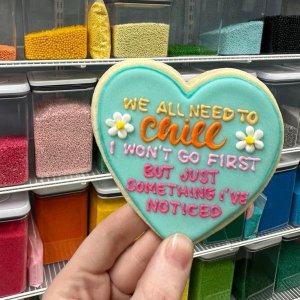 WE ALL NEED TO
Chill
I WON'T GO FIRST
BUT JUST
SOMETHING I'VE
NOTICED